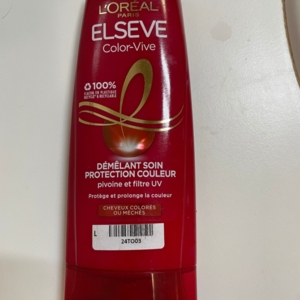 L'ORÉAL
PARIS
ELSEVE
Color-Vive
100%
DÉMÊLANT SOIN
PROTECTION COULEUR
pivoine et filtre UV
Protège et prolonge la couleur
CHEVEUX COLORÉS
OU MÉCHÉS
L
24TO03